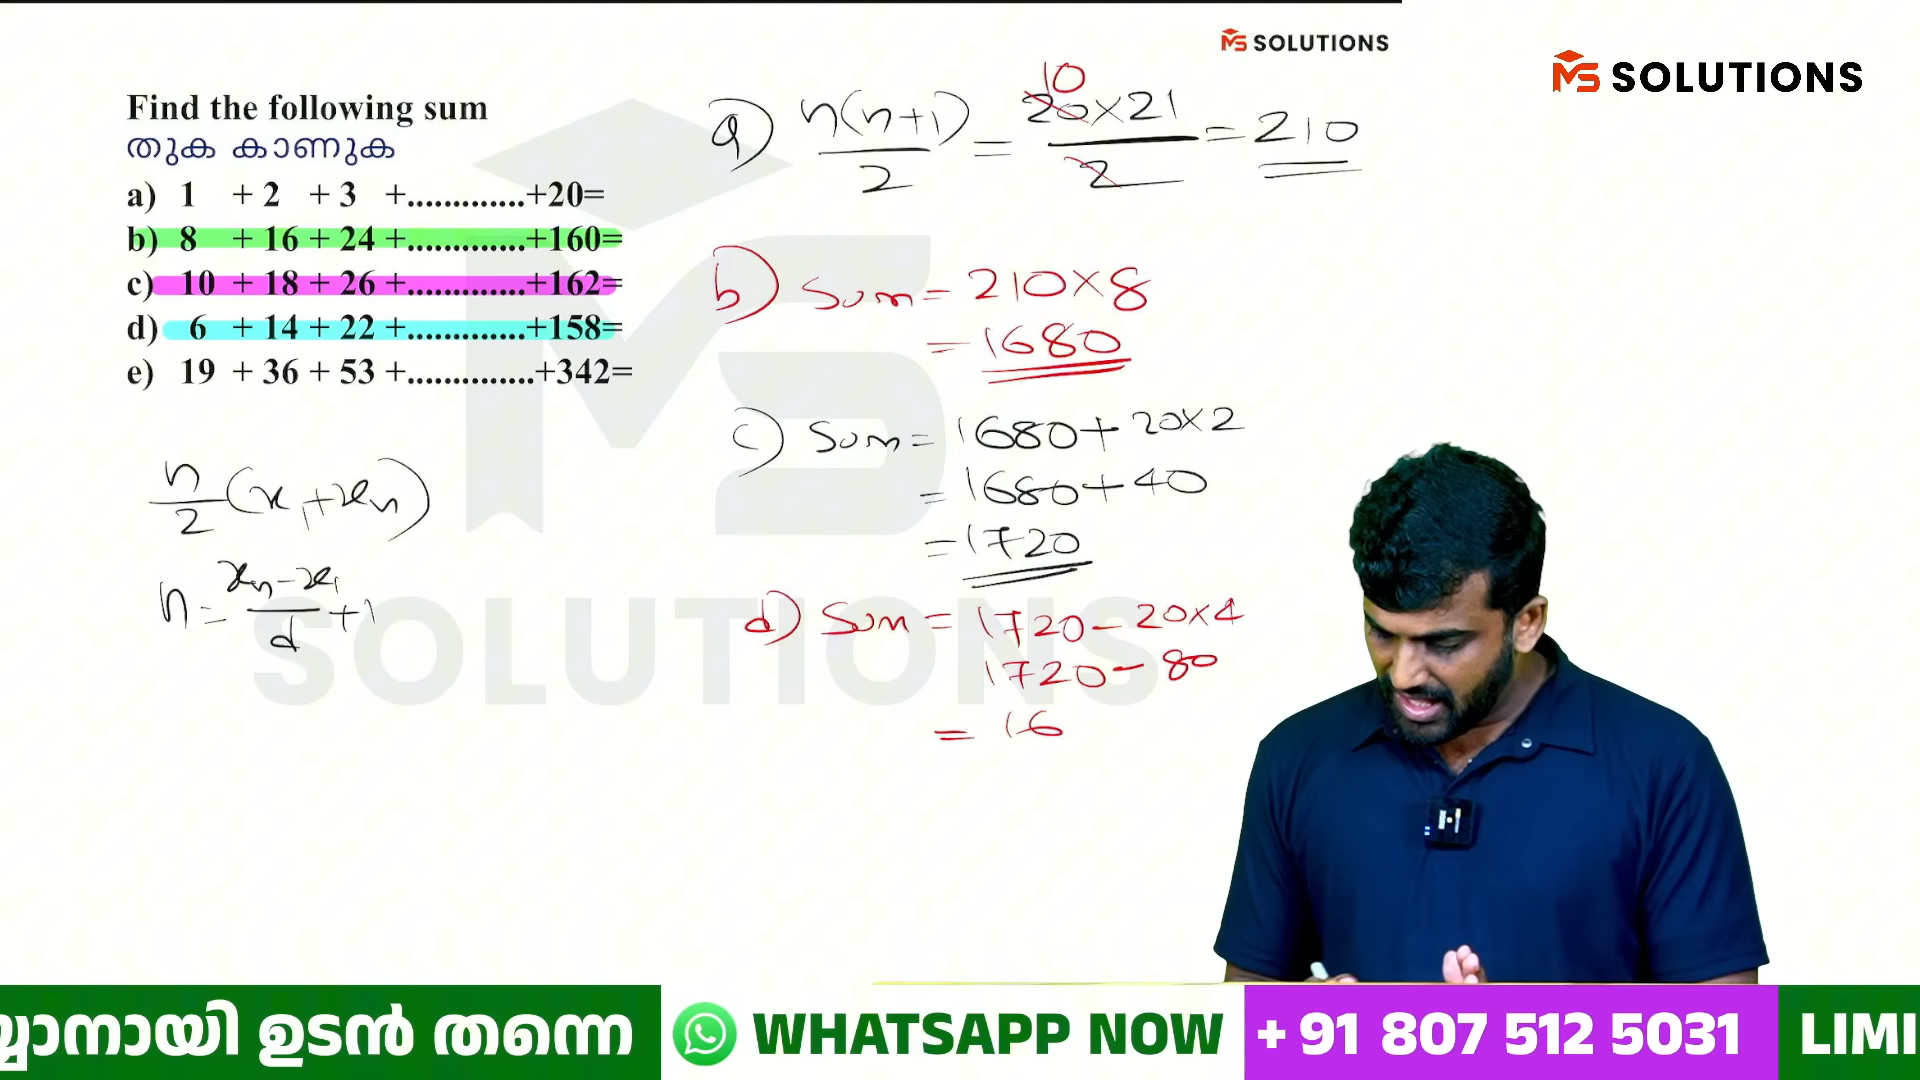 MS SOLUTIONS
MS SOLUTIONS
Find the following sum
തുക കാണുക
a) 1 + 2 + 3 +.............+20=
b) 8 + 16 + 24 +.............+160=
c) 10 + 18 + 26 +.............+162=
d) 6 + 14 + 22 +.............+158=
e) 19 + 36 + 53 +..............+342=
n/2 (x₁+xₙ)
n = (xₙ-x₁)/d +1
a) n(n+1)/2 = 10 20×21/2 = 210
b) Sum = 210×8
= 1680
c) Sum = 1680+20×2
= 1680+40
= 1720
d) Sum = 1720-20×4
1720-80
= 16
MS
SOLUTIONS
യ്യാനായി ഉടൻ തന്നെ WHATSAPP NOW + 91 807 512 5031 LIMI